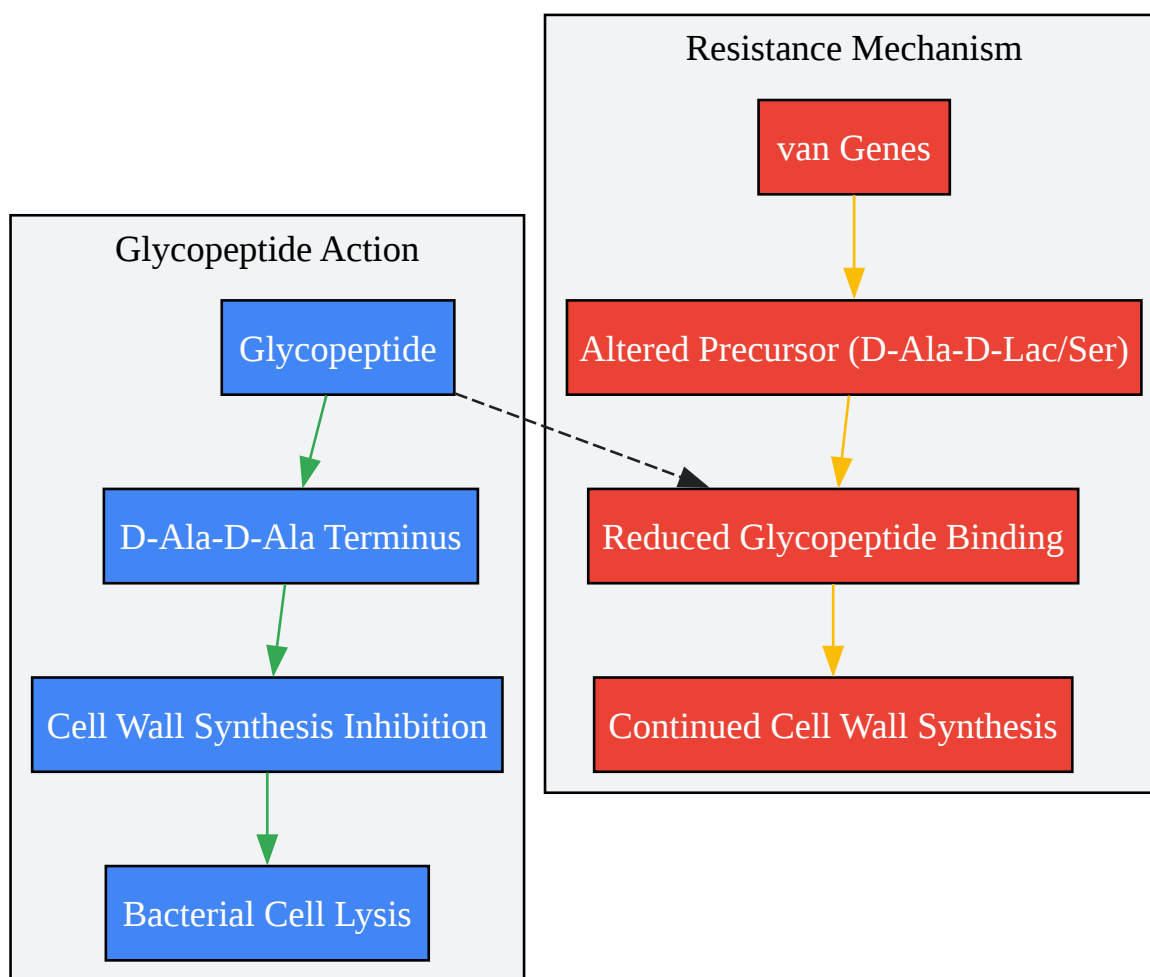 Glycopeptide Action
Glycopeptide
D-Ala-D-Ala Terminus
Cell Wall Synthesis Inhibition
Bacterial Cell Lysis
Resistance Mechanism
van Genes
Altered Precursor (D-Ala-D-Lac/Ser)
Reduced Glycopeptide Binding
Continued Cell Wall Synthesis